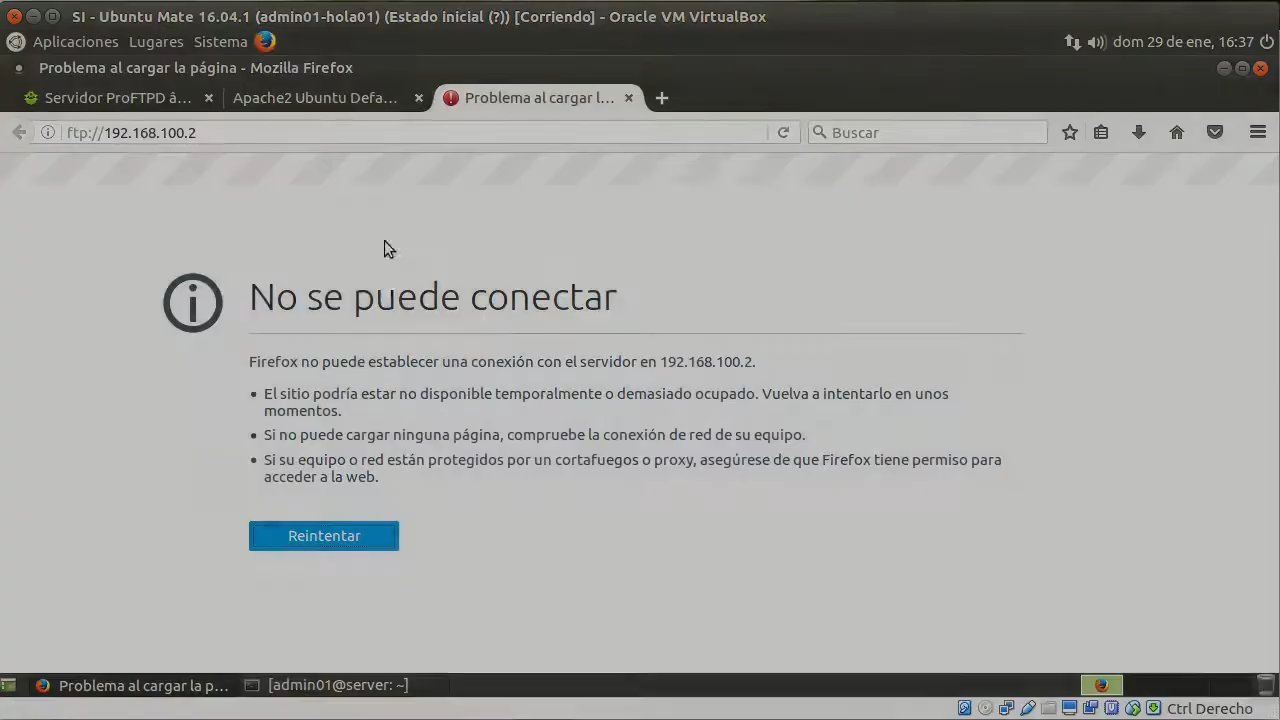 SI - Ubuntu Mate 16.04.1 (admin01-hola01) (Estado inicial (?)) [Corriendo] - Oracle VM VirtualBox
Aplicaciones Lugares Sistema dom 29 de ene, 16:37
Problema al cargar la página - Mozilla Firefox
Servidor ProFTPD â... Apache2 Ubuntu Defa... Problema al cargar l...
ftp://192.168.100.2 Buscar
No se puede conectar
Firefox no puede establecer una conexión con el servidor en 192.168.100.2.
El sitio podría estar no disponible temporalmente o demasiado ocupado. Vuelva a intentarlo en unos
momentos.
Si no puede cargar ninguna página, compruebe la conexión de red de su equipo.
Si su equipo o red están protegidos por un cortafuegos o proxy, asegúrese de que Firefox tiene permiso para
acceder a la web.
Reintentar
Problema al cargar la p... [admin01@server: ~]
Ctrl Derecho